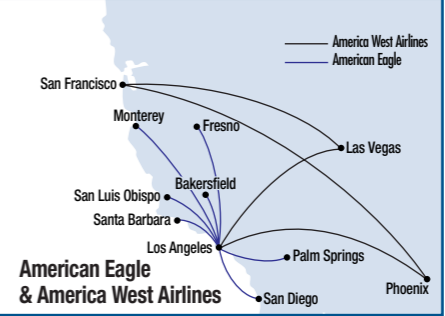 America West Airlines
American Eagle
San Francisco
Monterey
Fresno
Las Vegas
Bakersfield
San Luis Obispo
Santa Barbara
Los Angeles
Palm Springs
American Eagle
& America West Airlines
San Diego
Phoenix